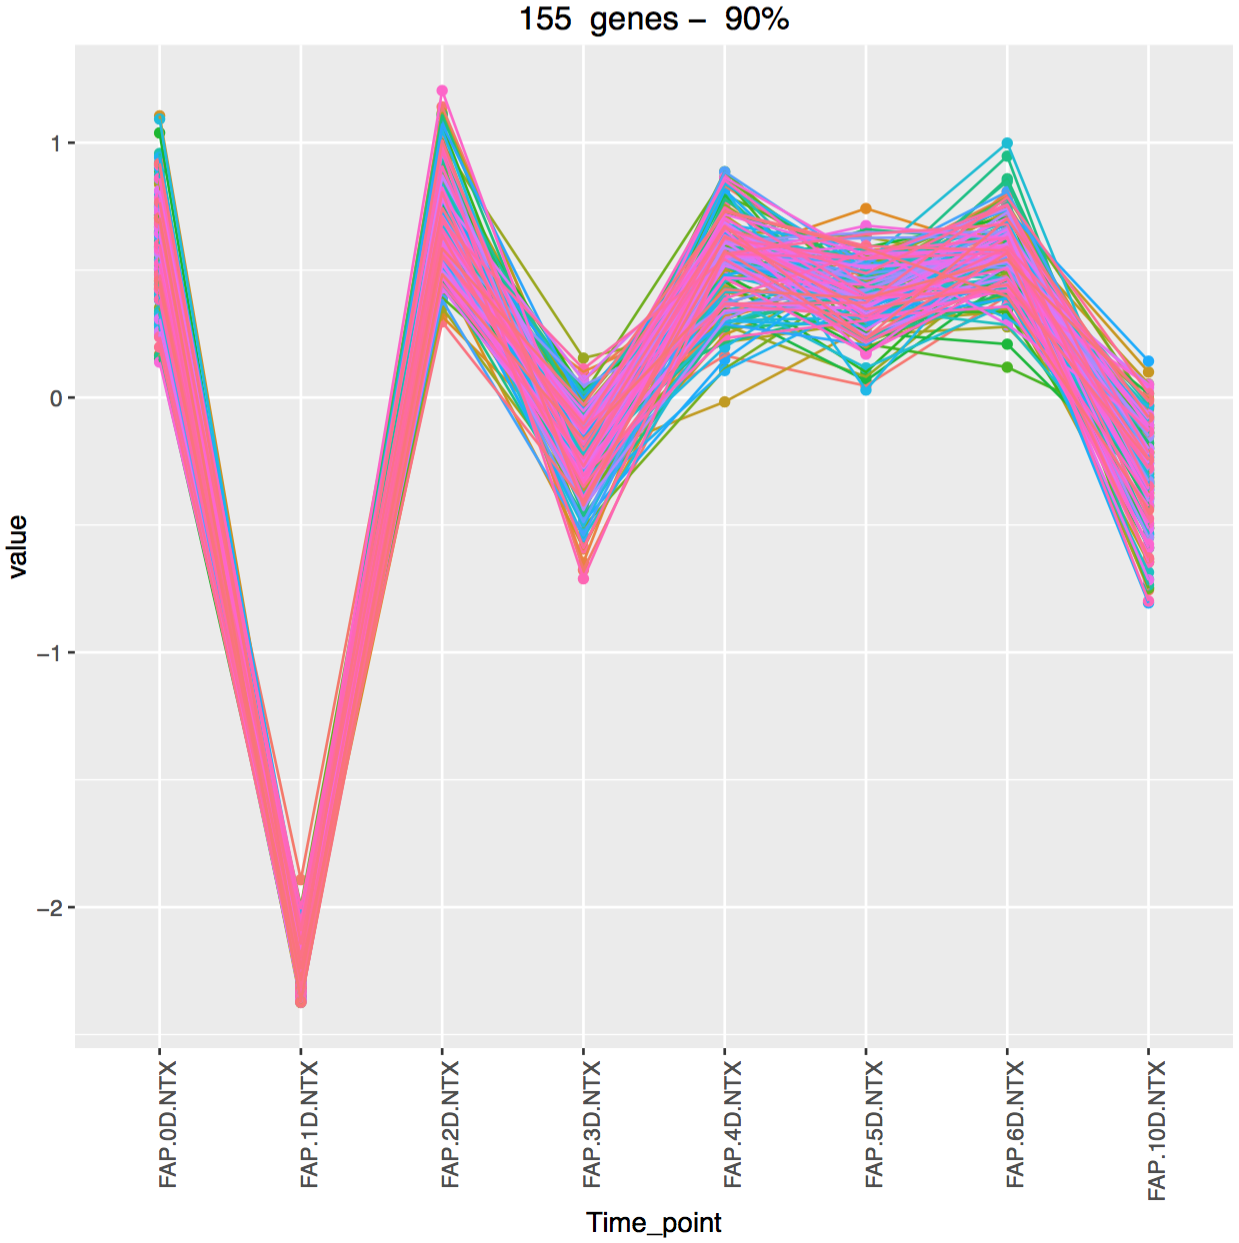 155 genes – 90%
value
1
0
−1
−2
FAP.0D.NTX
FAP.1D.NTX
FAP.2D.NTX
FAP.3D.NTX
FAP.4D.NTX
FAP.5D.NTX
FAP.6D.NTX
FAP.10D.NTX
Time_point